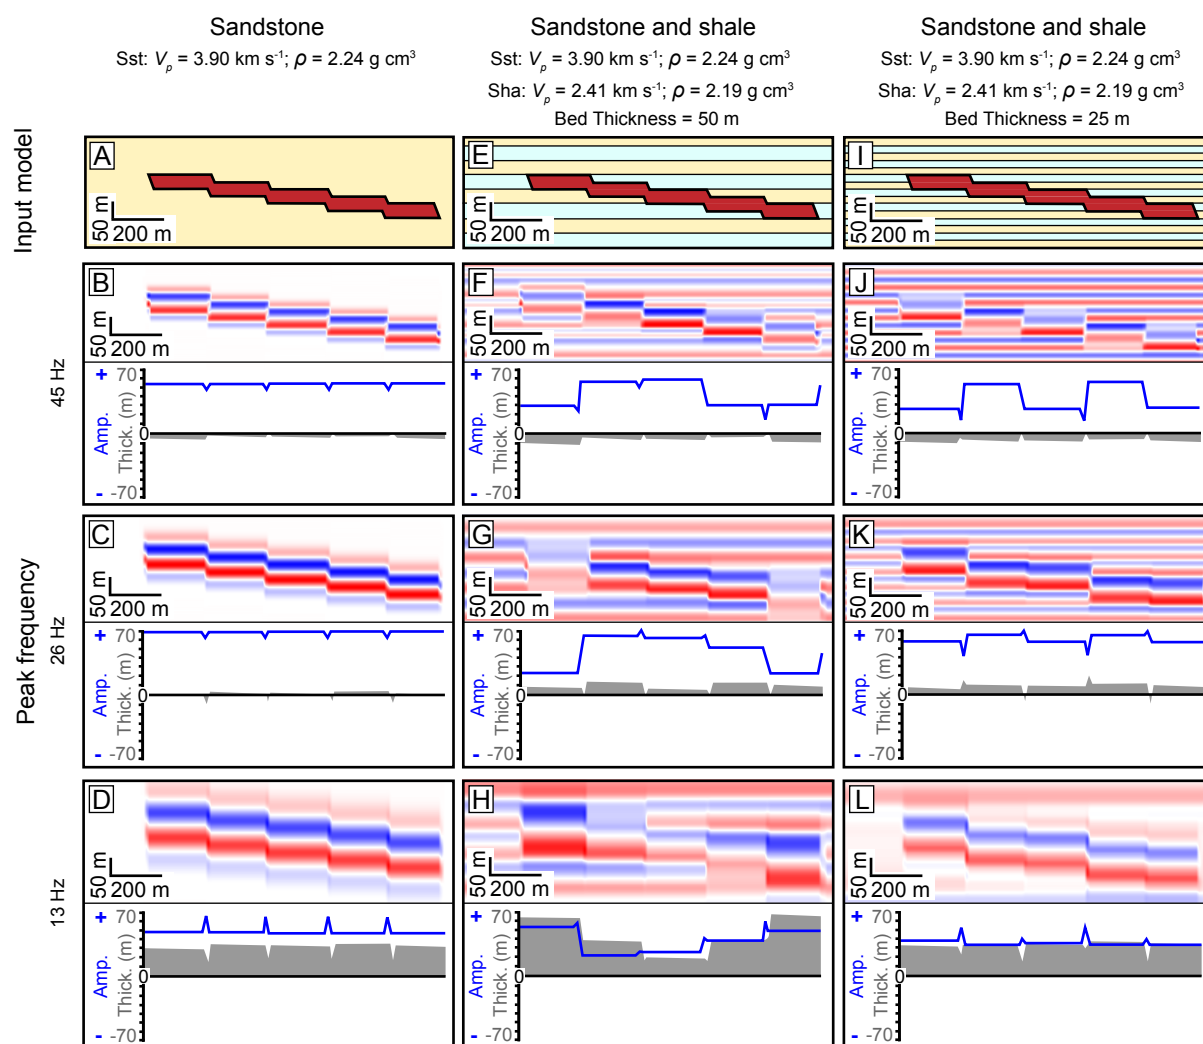 Sandstone
Sst: Vp = 3.90 km s⁻¹; ρ = 2.24 g cm³
Sandstone and shale
Sst: Vp = 3.90 km s⁻¹; ρ = 2.24 g cm³
Sha: Vp = 2.41 km s⁻¹; ρ = 2.19 g cm³
Bed Thickness = 50 m
Sandstone and shale
Sst: Vp = 3.90 km s⁻¹; ρ = 2.24 g cm³
Sha: Vp = 2.41 km s⁻¹; ρ = 2.19 g cm³
Bed Thickness = 25 m
Input model
A
50 m
200 m
E
50 m
200 m
I
50 m
200 m
Peak frequency
45 Hz
B
50 m
200 m
+ 70
0
- -70
Amp.
Thick. (m)
F
50 m
200 m
+ 70
0
- -70
Amp.
Thick. (m)
J
50 m
200 m
+ 70
0
- -70
Amp.
Thick. (m)
26 Hz
C
50 m
200 m
+ 70
0
- -70
Amp.
Thick. (m)
G
50 m
200 m
+ 70
0
- -70
Amp.
Thick. (m)
K
50 m
200 m
+ 70
0
- -70
Amp.
Thick. (m)
13 Hz
D
50 m
200 m
+ 70
0
- -70
Amp.
Thick. (m)
H
50 m
200 m
+ 70
0
- -70
Amp.
Thick. (m)
L
50 m
200 m
+ 70
0
- -70
Amp.
Thick. (m)